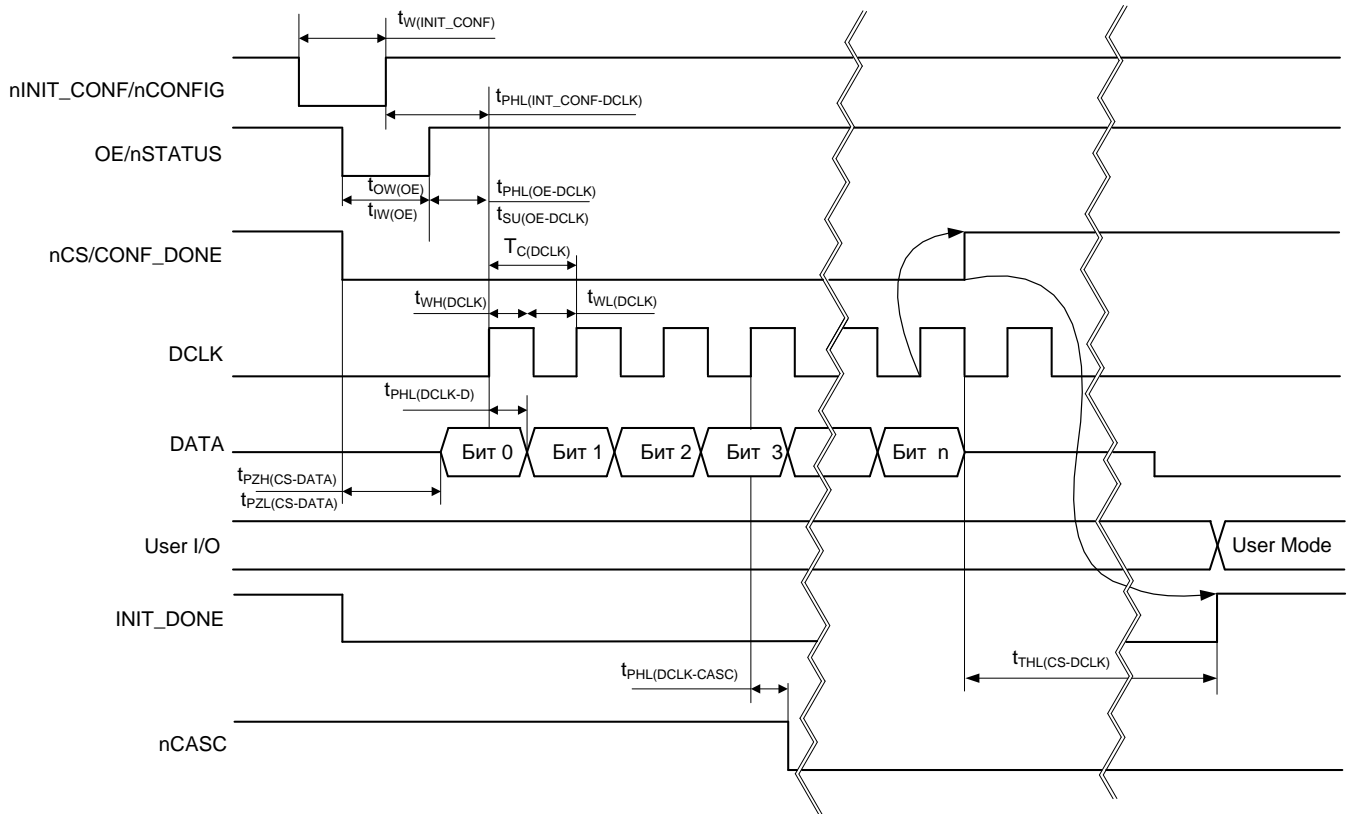 tW(INIT_CONF)
nINIT_CONF/nCONFIG
tPHL(INT_CONF-DCLK)
OE/nSTATUS
tOW(OE)
tIW(OE)
tPHL(OE-DCLK)
tSU(OE-DCLK)
nCS/CONF_DONE
TC(DCLK)
tWH(DCLK)
tWL(DCLK)
DCLK
tPHL(DCLK-D)
DATA
Бит 0
Бит 1
Бит 2
Бит 3
Бит n
tPZH(CS-DATA)
tPZL(CS-DATA)
User I/O
User Mode
INIT_DONE
tPHL(DCLK-CASC)
tTHL(CS-DCLK)
nCASC